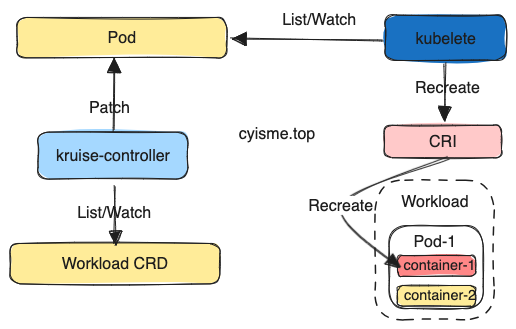 List/Watch
Pod
kubelete
Recreate
Patch
cyisme.top
CRI
kruise-controller
Workload
Recreate
List/Watch
Pod-1
Workload CRD
container-1
container-2